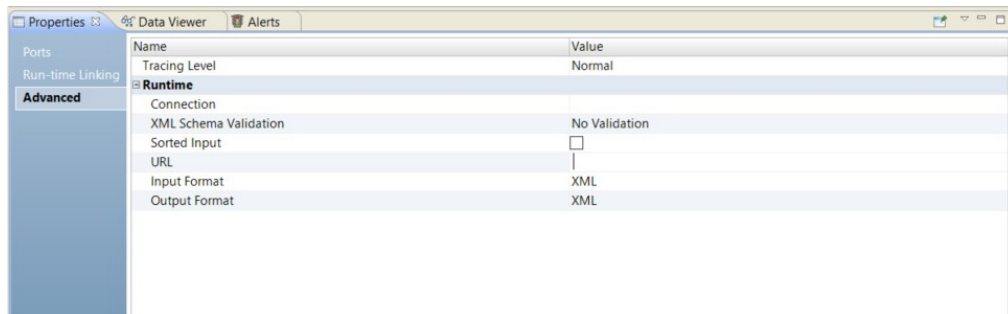 Properties Data Viewer Alerts
Ports
Run-time Linking
Advanced
Name Value
Tracing Level Normal
Runtime
Connection
XML Schema Validation No Validation
Sorted Input
URL
Input Format XML
Output Format XML